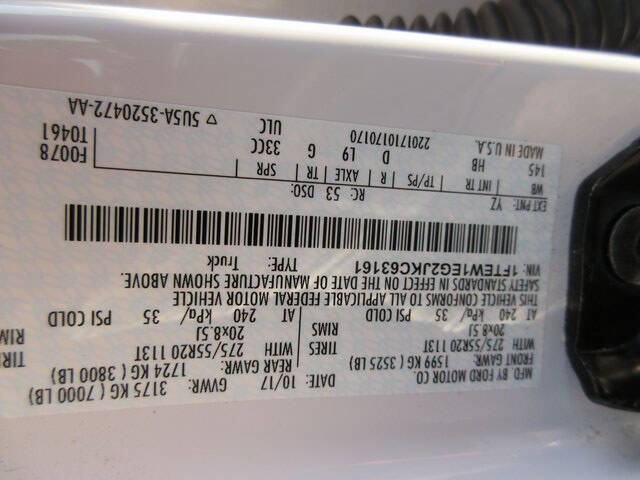 MFD. BY FORD MOTOR CO.
DATE: 10/17 GVWR: 3175 KG ( 7000 LB)
FRONT GAWR: 1599 KG ( 3525 LB) REAR GAWR: 1724 KG ( 3800 LB)
WITH 275/55R20 113T TIRES 275/55R20 113T WITH TIRE
20x8.5J RIMS 20x8.5J RIMS
AT 240 kPa/ 35 PSI COLD AT 240 kPa/ 35 PSI COLD
THIS VEHICLE CONFORMS TO ALL APPLICABLE FEDERAL MOTOR VEHICLE
SAFETY STANDARDS IN EFFECT ON THE DATE OF MANUFACTURE SHOWN ABOVE.
VIN: 1FTEW1EG2JKC63161 TYPE: Truck
EXT PNT: YZ RC: 53 DSO: F0078
WB INT TR TP/PS R AXLE TR SPR T0461
145 HB D L9 G 33CC
MADE IN U.S.A. 2201710170170 ULC ▽ 5U5A-3520472-AA